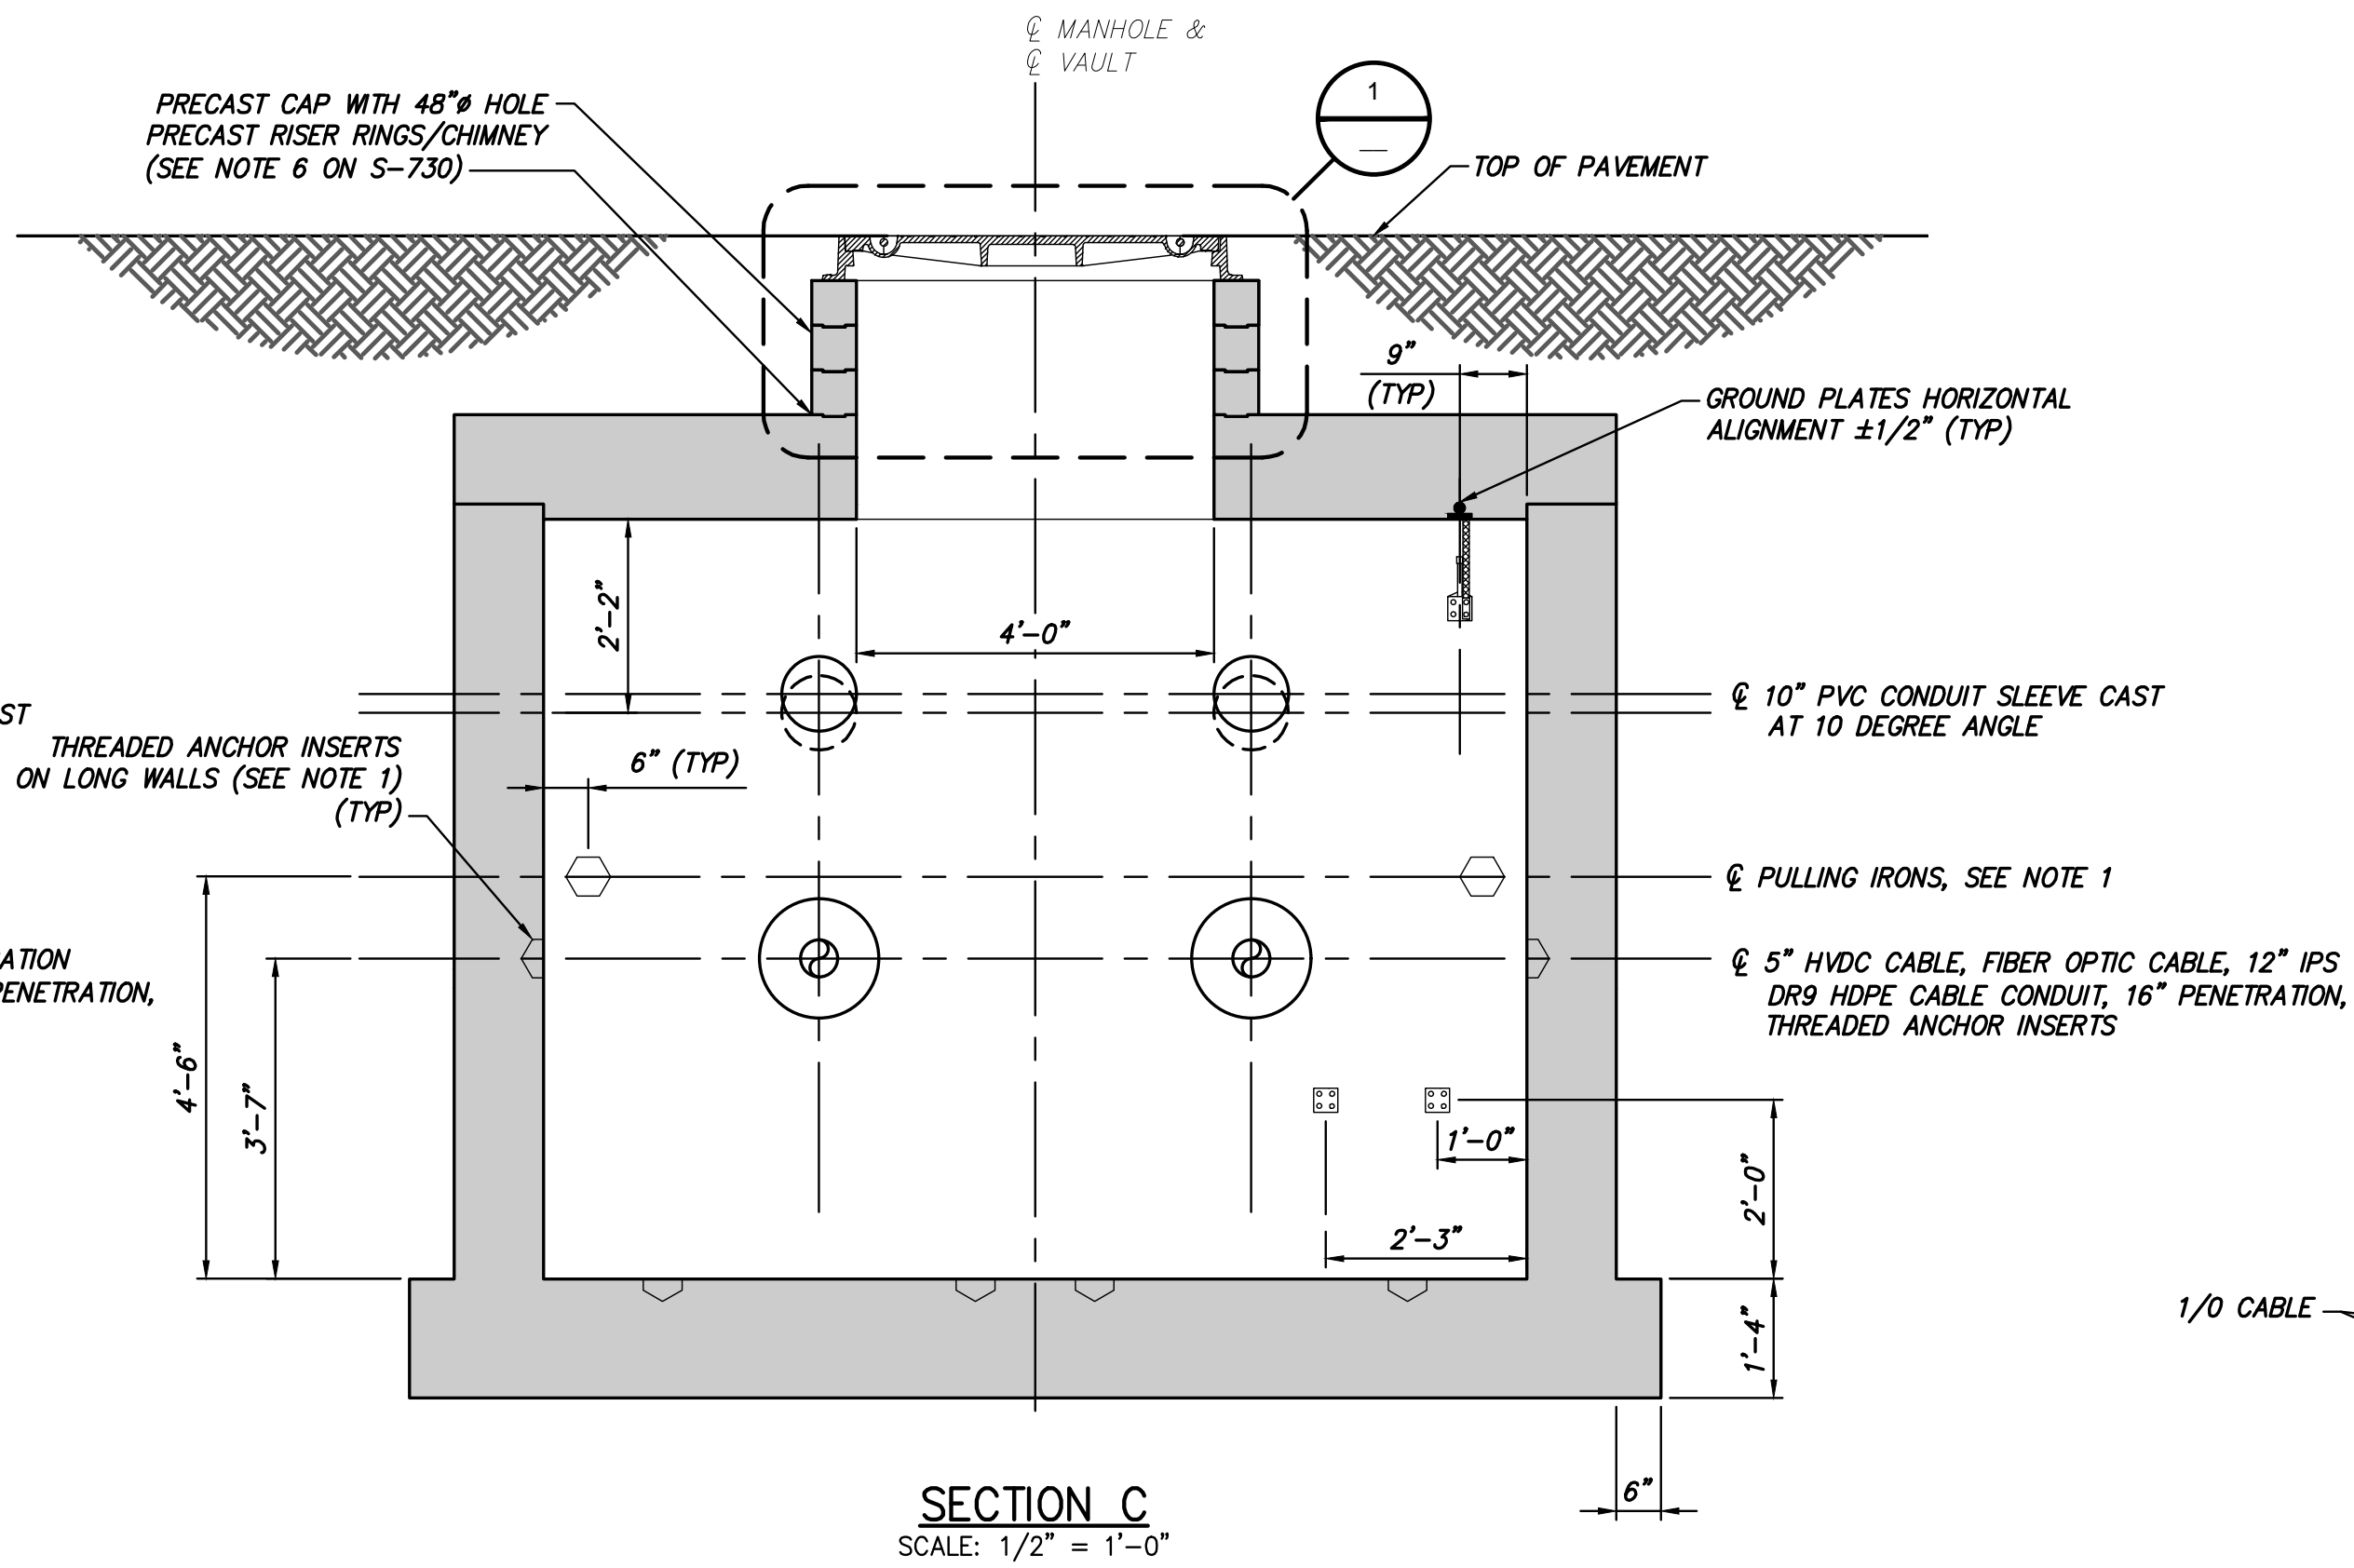 ℄ MANHOLE &
℄ VAULT
1
PRECAST CAP WITH 48"ø HOLE
PRECAST RISER RINGS/CHIMNEY
(SEE NOTE 6 ON S-730)
TOP OF PAVEMENT
9"
(TYP)
GROUND PLATES HORIZONTAL
ALIGNMENT ±1/2" (TYP)
2'-2"
4'-0"
℄ 10" PVC CONDUIT SLEEVE CAST
AT 10 DEGREE ANGLE
ST
THREADED ANCHOR INSERTS
ON LONG WALLS (SEE NOTE 1)
(TYP)
6" (TYP)
℄ PULLING IRONS, SEE NOTE 1
ATION
PENETRATION,
℄ 5" HVDC CABLE, FIBER OPTIC CABLE, 12" IPS
DR9 HDPE CABLE CONDUIT, 16" PENETRATION,
THREADED ANCHOR INSERTS
4'-6"
3'-7"
1'-0"
2'-0"
2'-3"
1'-4"
1/0 CABLE
6"
SECTION C
SCALE: 1/2" = 1'-0"